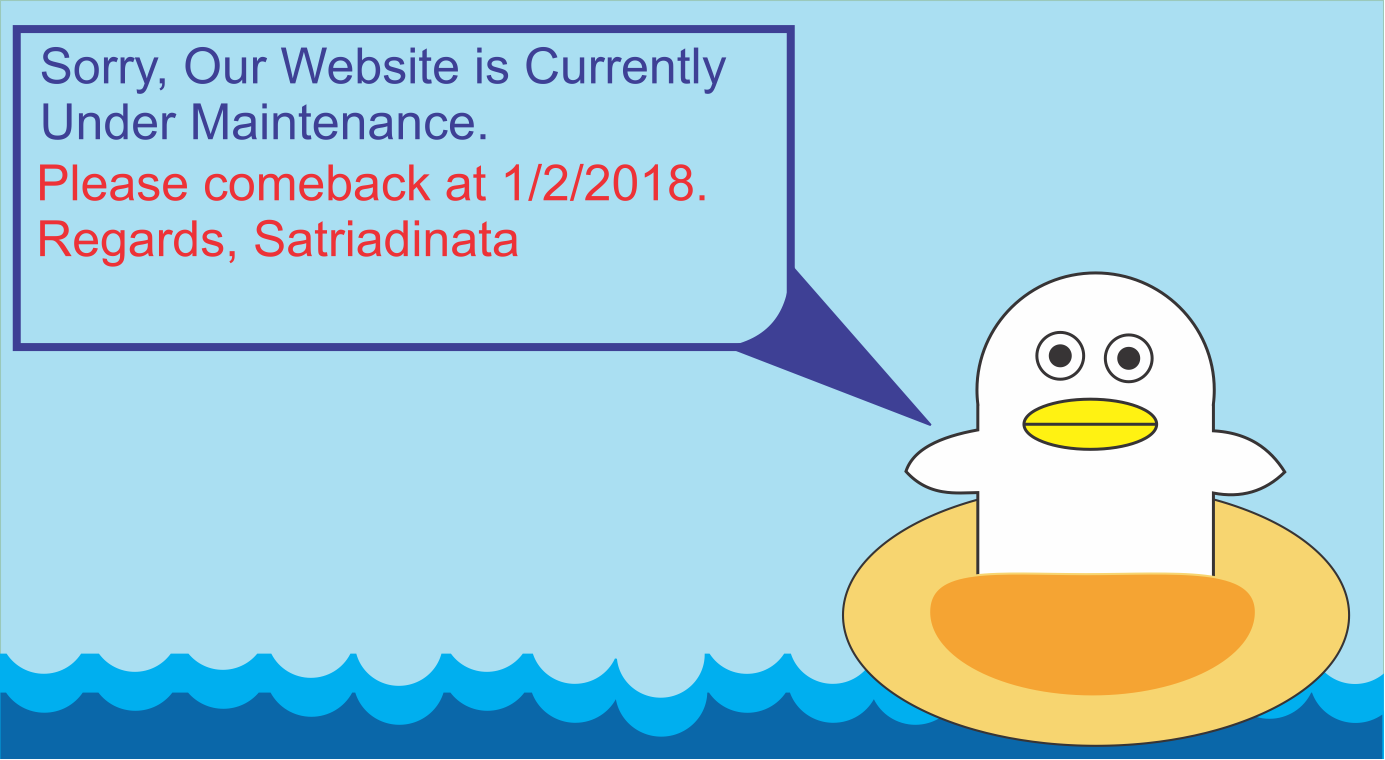 Sorry, Our Website is Currently
Under Maintenance.
Please comeback at 1/2/2018.
Regards, Satriadinata